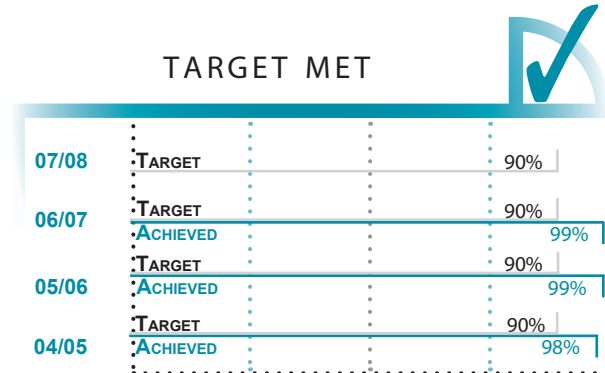 TARGET MET
07/08 TARGET 90%
06/07 TARGET 90%
ACHIEVED 99%
TARGET 90%
05/06 ACHIEVED 99%
TARGET 90%
04/05 ACHIEVED 98%